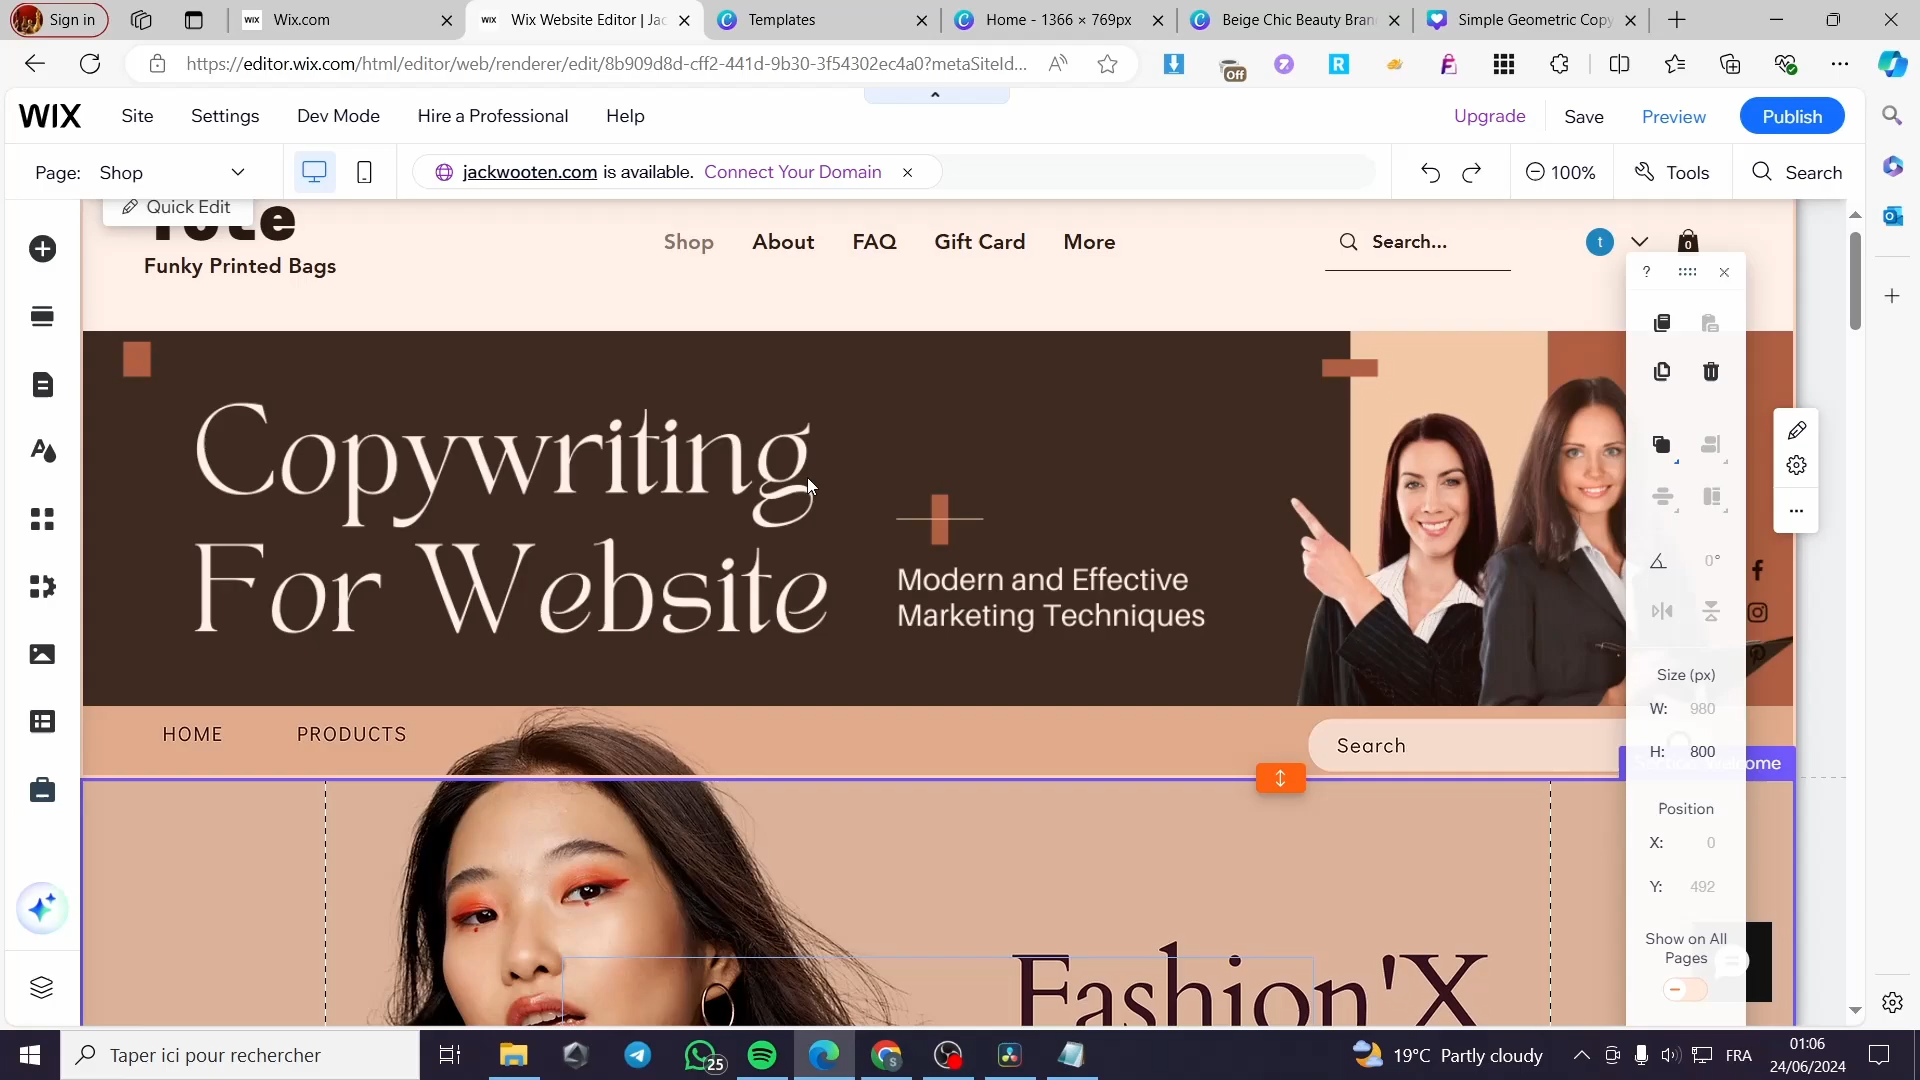 Sign in
Wix.com
Wix Website Editor | Jac
Templates
Home - 1366 × 769px
Beige Chic Beauty Bran
Simple Geometric Copy
https://editor.wix.com/html/editor/web/renderer/edit/8b909d8d-cff2-441d-9b30-3f54302ec4a0?metaSiteId...
Off
WIX
Site
Settings
Dev Mode
Hire a Professional
Help
Upgrade
Save
Preview
Publish
Page: Shop
jackwooten.com is available. Connect Your Domain
100%
Tools
Search
Quick Edit
Tote
Funky Printed Bags
Shop
About
FAQ
Gift Card
More
Search...
t
0
?
Copywriting
For Website
Modern and Effective
Marketing Techniques
0°
Size (px)
W: 980
H: 800
Position
X: 0
Y: 492
Show on All
Pages
HOME
PRODUCTS
Search
Fashion'X
Taper ici pour rechercher
25
19°C Partly cloudy
FRA
01:06
24/06/2024